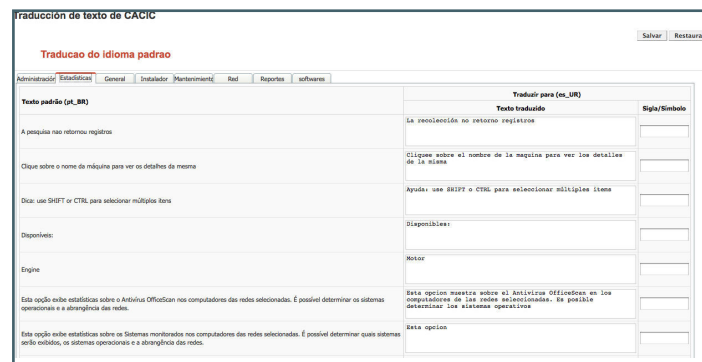 Traducción de texto de CACIC
Salvar Restaura
Traducao do idioma padrao
Administración Estadísticas General Instalador Mantenimiento Red Reportes softwares
Texto padrão (pt_BR)
Traduzir para (es_UR)
Texto traduzido Sigla/Símbolo
A pesquisa nao retornou registros
La recolección no retorno registros
Clique sobre o nome da máquina para ver os detalhes da mesma
Cliquee sobre el nombre de la maquina para ver los detalles
de la misma
Dica: use SHIFT or CTRL para selecionar múltiplos itens
Ayuda: use SHIFT o CTRL para seleccionar múltiples items
Disponíveis:
Disponibles:
Engine
Motor
Esta opção exibe estatísticas sobre o Antivírus OfficeScan nos computadores das redes selecionadas. É possível determinar os sistemas
operacionais e a abrangência das redes.
Esta opcion muestra sobre el Antivirus OfficeScan en los
computadores de las redes seleccionadas. Es posible
determinar los sistemas operativos
Esta opção exibe estatísticas sobre os Sistemas monitorados nos computadores das redes selecionadas. É possível determinar quais sistemas
serão exibidos, os sistemas operacionais e a abrangência das redes.
Esta opcion